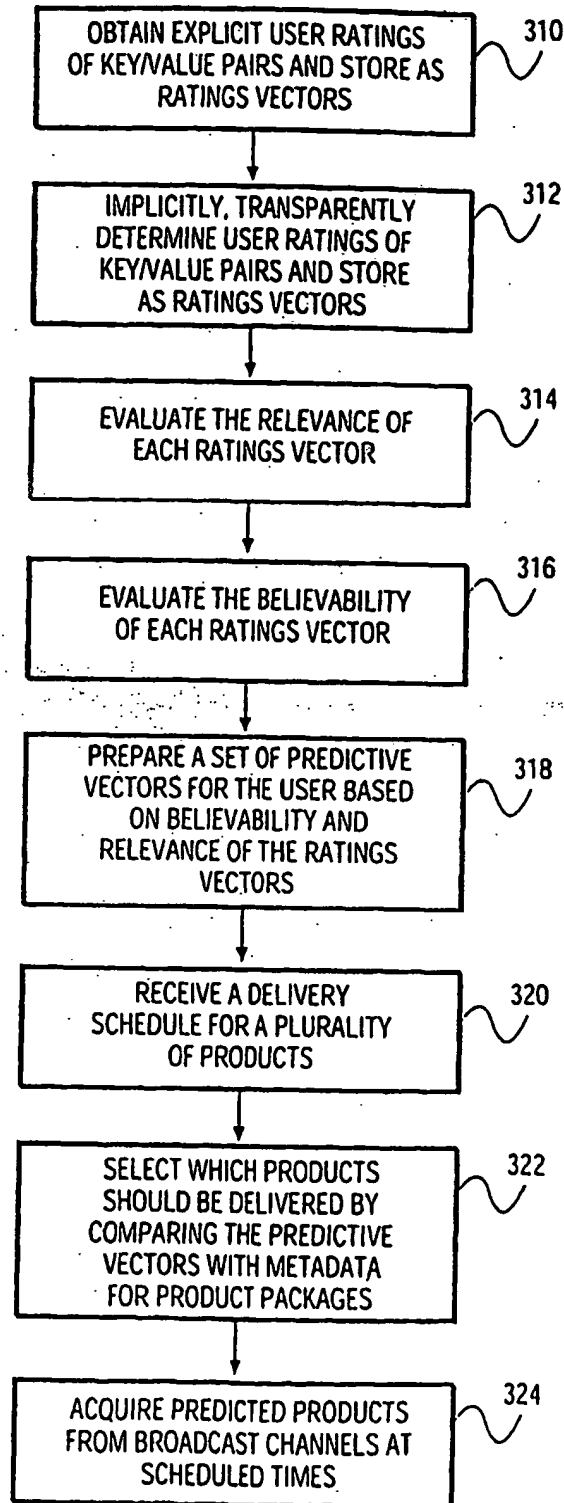 OBTAIN EXPLICIT USER RATINGS
OF KEY/VALUE PAIRS AND STORE AS
RATINGS VECTORS
310
IMPLICITLY, TRANSPARENTLY
DETERMINE USER RATINGS OF
KEY/VALUE PAIRS AND STORE
AS RATINGS VECTORS
312
EVALUATE THE RELEVANCE OF
EACH RATINGS VECTOR
314
EVALUATE THE BELIEVABILITY
OF EACH RATINGS VECTOR
316
PREPARE A SET OF PREDICTIVE
VECTORS FOR THE USER BASED
ON BELIEVABILITY AND
RELEVANCE OF THE RATINGS
VECTORS
318
RECEIVE A DELIVERY
SCHEDULE FOR A PLURALITY
OF PRODUCTS
320
SELECT WHICH PRODUCTS
SHOULD BE DELIVERED BY
COMPARING THE PREDICTIVE
VECTORS WITH METADATA
FOR PRODUCT PACKAGES
322
ACQUIRE PREDICTED PRODUCTS
FROM BROADCAST CHANNELS AT
SCHEDULED TIMES
324